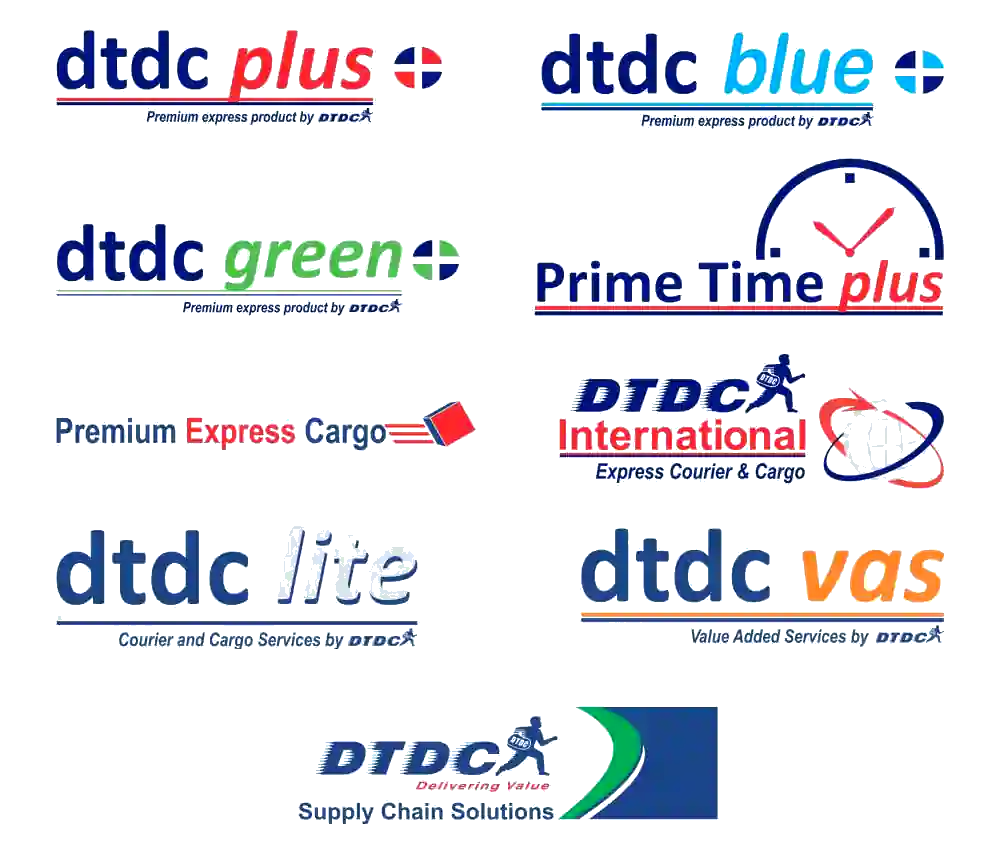 dtdc plus
Premium express product by DTDC
dtdc blue
Premium express product by DTDC
dtdc green
Premium express product by DTDC
Prime Time plus
Premium Express Cargo
DTDC
DTDC
International
Express Courier & Cargo
dtdc lite
Courier and Cargo Services by DTDC
dtdc vas
Value Added Services by DTDC
DTDC
DTDC
Delivering Value
Supply Chain Solutions